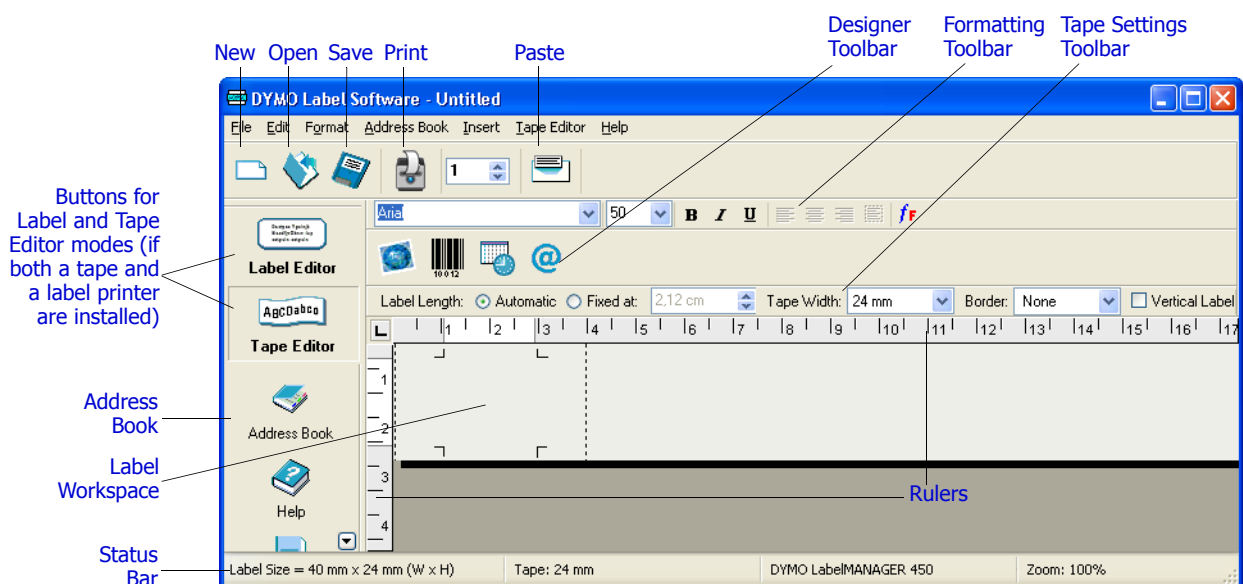 Designer Toolbar
Formatting Toolbar
Tape Settings Toolbar
New Open Save Print Paste
DYMO Label Software - Untitled
File Edit Format Address Book Insert Tape Editor Help
1
Buttons for
Label and Tape
Editor modes (if
both a tape and
a label printer
are installed)
Arial 50 B I U fF
Label Editor
10012
@
Label Length: Automatic Fixed at: 2,12 cm Tape Width: 24 mm Border: None Vertical Label
ABCDabcd
Tape Editor
L 1 2 3 4 5 6 7 8 9 10 11 12 13 14 15 16 17
1
2
3
4
Address
Book
Address Book
Label
Workspace
Help
Rulers
Status
Bar
Label Size = 40 mm x 24 mm (W x H) Tape: 24 mm DYMO LabelMANAGER 450 Zoom: 100%